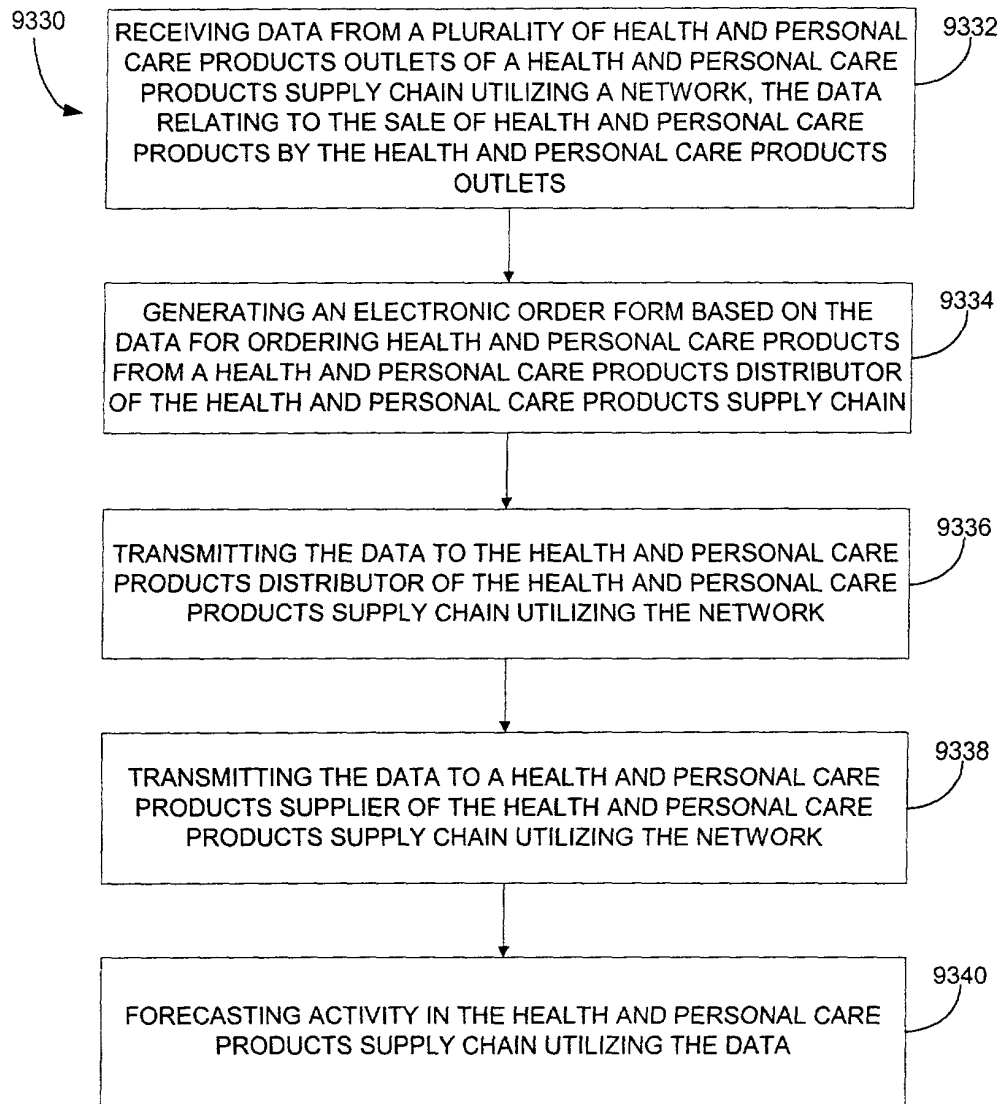 9330
RECEIVING DATA FROM A PLURALITY OF HEALTH AND PERSONAL
CARE PRODUCTS OUTLETS OF A HEALTH AND PERSONAL CARE
PRODUCTS SUPPLY CHAIN UTILIZING A NETWORK, THE DATA
RELATING TO THE SALE OF HEALTH AND PERSONAL CARE
PRODUCTS BY THE HEALTH AND PERSONAL CARE PRODUCTS
OUTLETS
9332
GENERATING AN ELECTRONIC ORDER FORM BASED ON THE
DATA FOR ORDERING HEALTH AND PERSONAL CARE PRODUCTS
FROM A HEALTH AND PERSONAL CARE PRODUCTS DISTRIBUTOR
OF THE HEALTH AND PERSONAL CARE PRODUCTS SUPPLY CHAIN
9334
TRANSMITTING THE DATA TO THE HEALTH AND PERSONAL CARE
PRODUCTS DISTRIBUTOR OF THE HEALTH AND PERSONAL CARE
PRODUCTS SUPPLY CHAIN UTILIZING THE NETWORK
9336
TRANSMITTING THE DATA TO A HEALTH AND PERSONAL CARE
PRODUCTS SUPPLIER OF THE HEALTH AND PERSONAL CARE
PRODUCTS SUPPLY CHAIN UTILIZING THE NETWORK
9338
FORECASTING ACTIVITY IN THE HEALTH AND PERSONAL CARE
PRODUCTS SUPPLY CHAIN UTILIZING THE DATA
9340